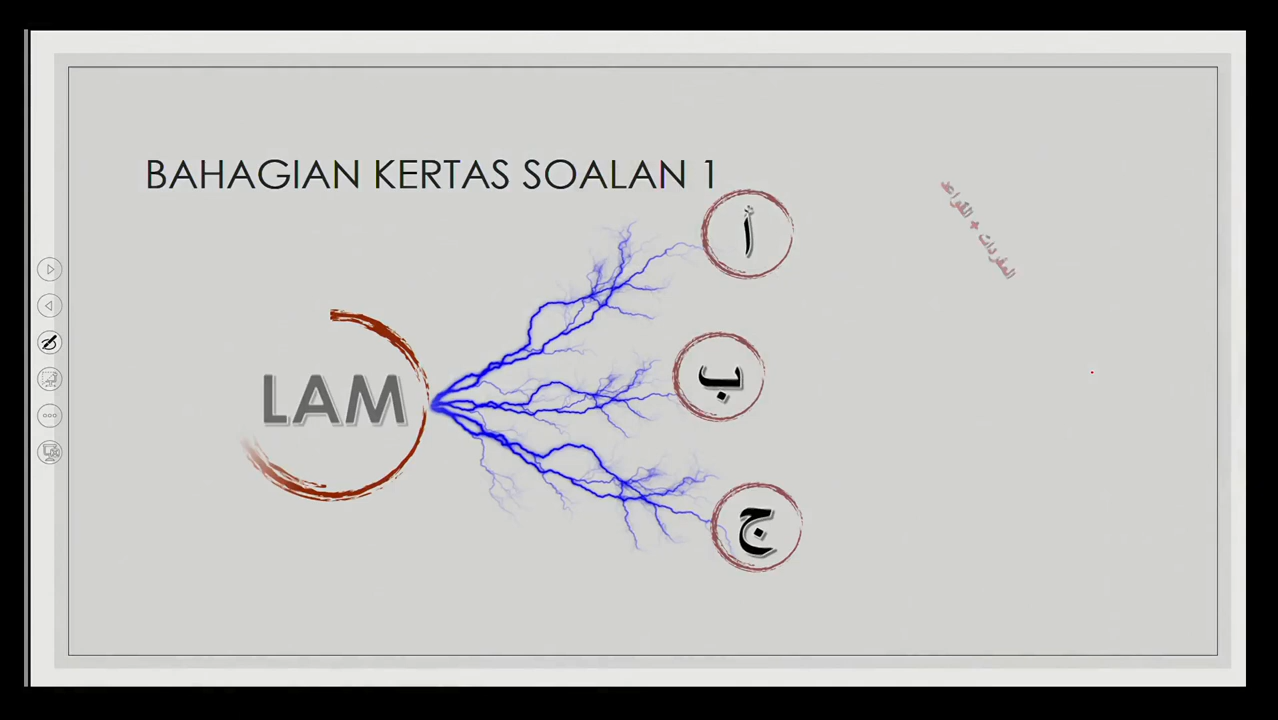 BAHAGIAN KERTAS SOALAN 1
LAM
أ
ب
ج
المفردات + القواعد